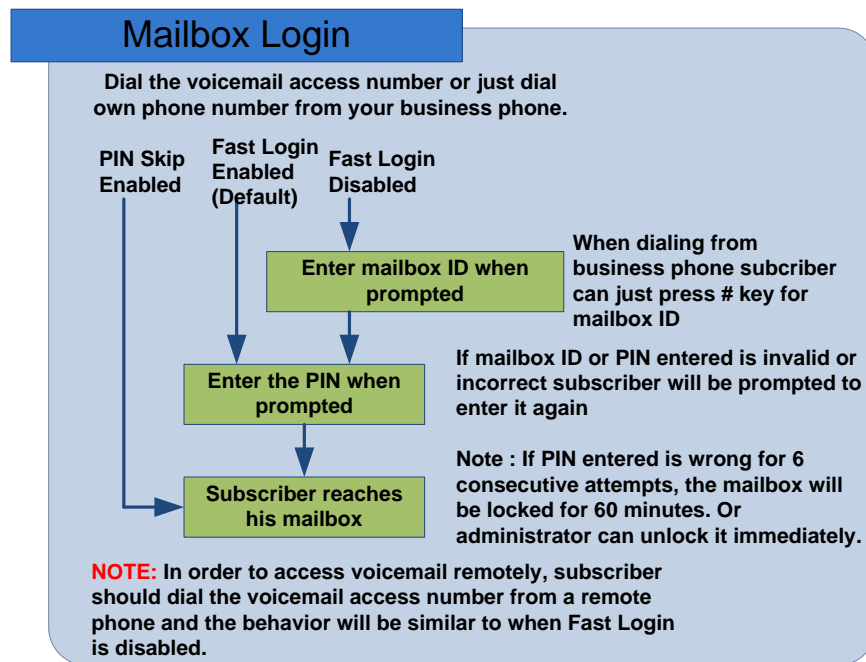 Mailbox Login
Dial the voicemail access number or just dial
own phone number from your business phone.
PIN Skip
Enabled
Fast Login
Enabled
(Default)
Fast Login
Disabled
Enter mailbox ID when
prompted
When dialing from
business phone subcriber
can just press # key for
mailbox ID
Enter the PIN when
prompted
If mailbox ID or PIN entered is invalid or
incorrect subscriber will be prompted to
enter it again
Subscriber reaches
his mailbox
Note : If PIN entered is wrong for 6
consecutive attempts, the mailbox will
be locked for 60 minutes. Or
administrator can unlock it immediately.
NOTE: In order to access voicemail remotely, subscriber
should dial the voicemail access number from a remote
phone and the behavior will be similar to when Fast Login
is disabled.